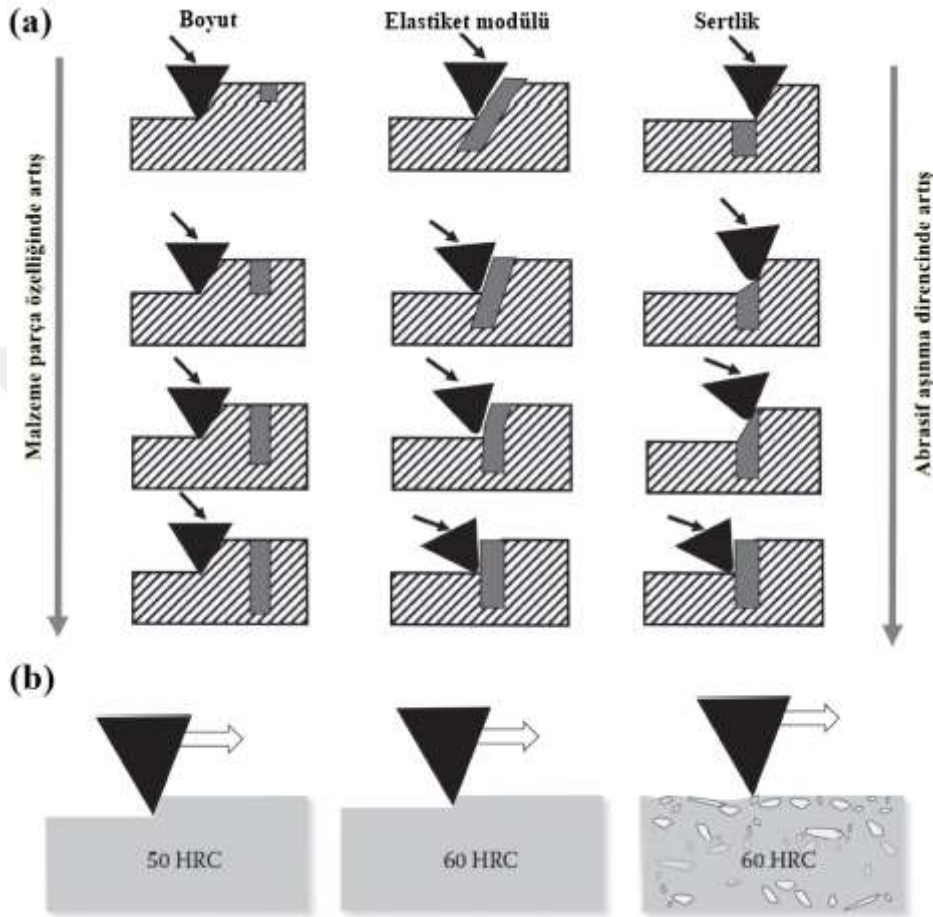 (a)
Boyut
Elastiket modülü
Sertlik
Malzeme parça özelliğinde artış
Abrasif aşınma direncinde artış
(b)
50 HRC
60 HRC
60 HRC